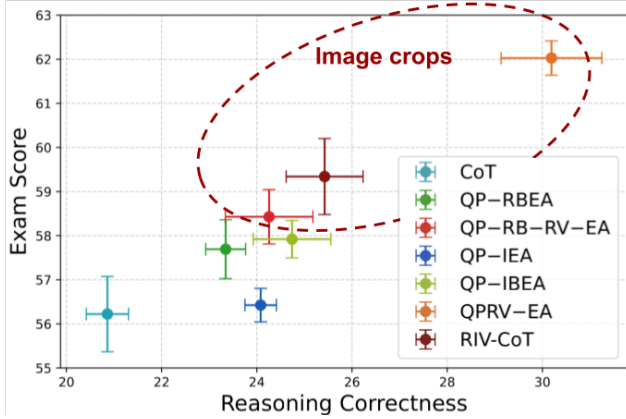 63
62
61
60
59
58
57
56
55
Exam Score
Image crops
CoT
QP−RBEA
QP−RB−RV−EA
QP−IEA
QP−IBEA
QPRV−EA
RIV-CoT
20 22 24 26 28 30
Reasoning Correctness